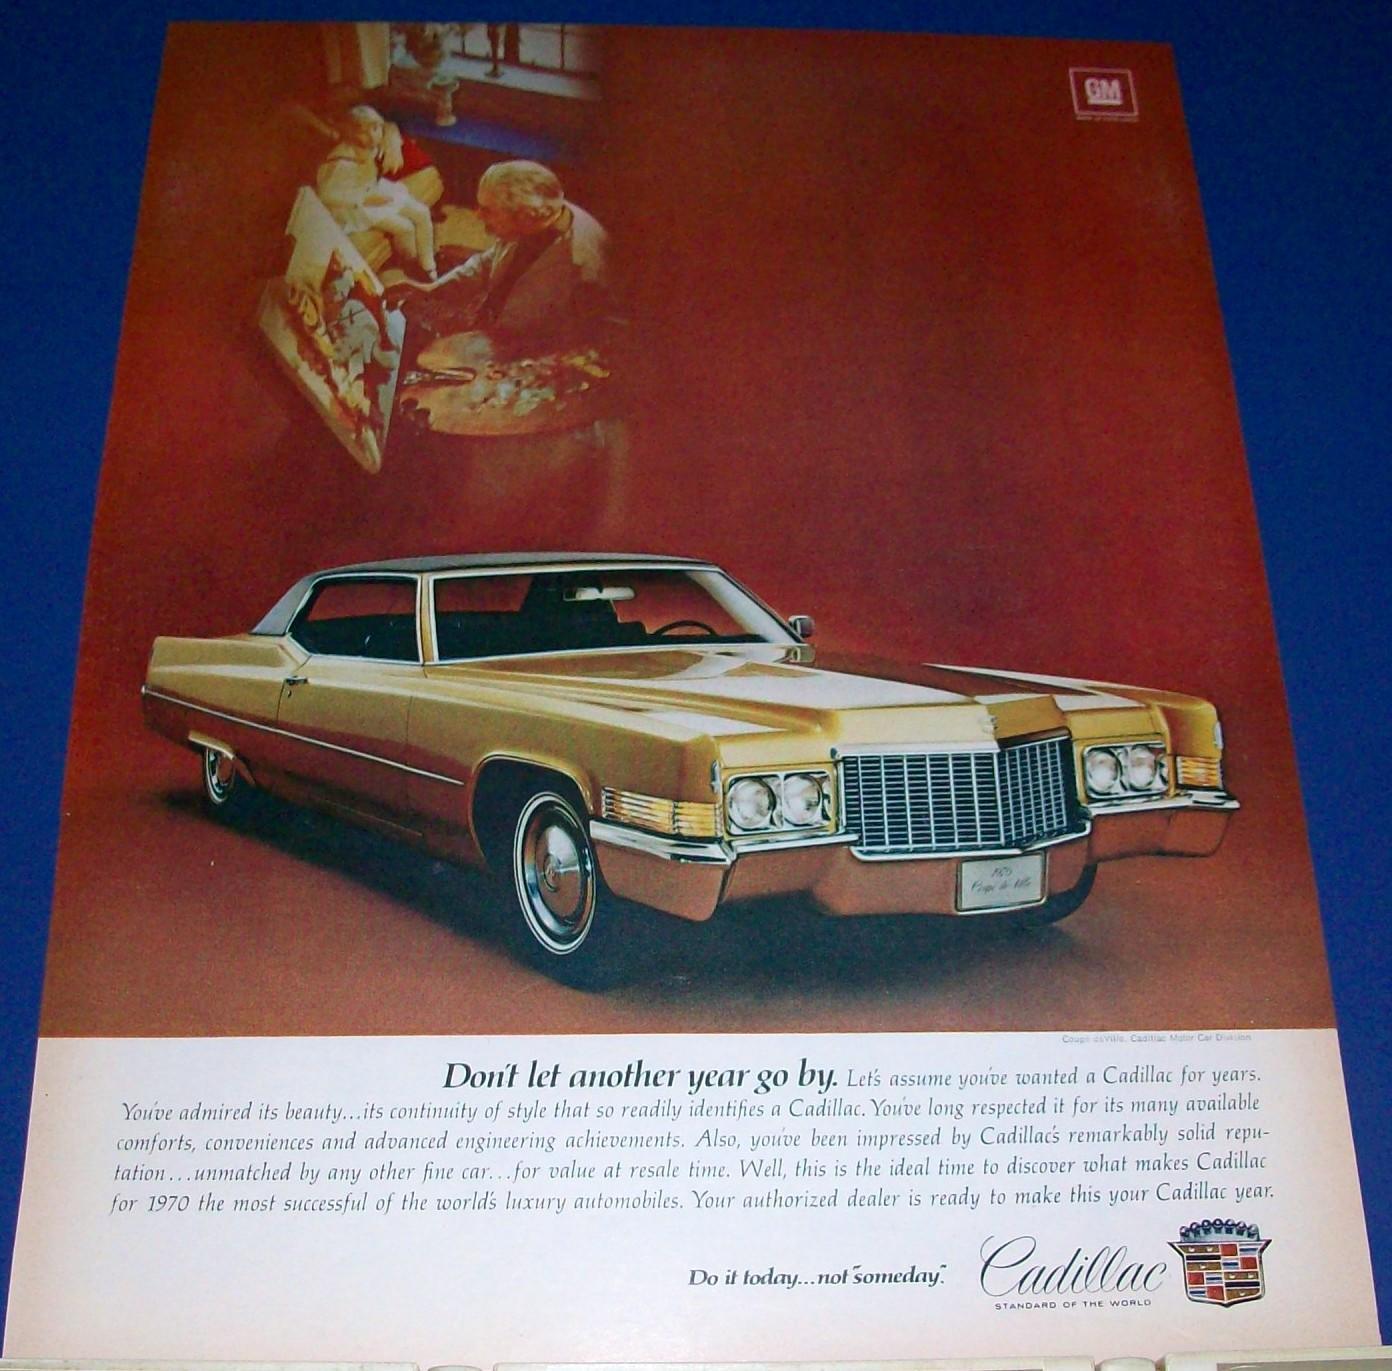 GM
1970
Coupe de Ville
Coupe deVille, Cadillac Motor Car Division
Don't let another year go by. Let's assume you've wanted a Cadillac for years.
You've admired its beauty...its continuity of style that so readily identifies a Cadillac. You've long respected it for its many available
comforts, conveniences and advanced engineering achievements. Also, you've been impressed by Cadillac's remarkably solid repu-
tation...unmatched by any other fine car...for value at resale time. Well, this is the ideal time to discover what makes Cadillac
for 1970 the most successful of the world's luxury automobiles. Your authorized dealer is ready to make this your Cadillac year.
Do it today...not "someday".
Cadillac
STANDARD OF THE WORLD